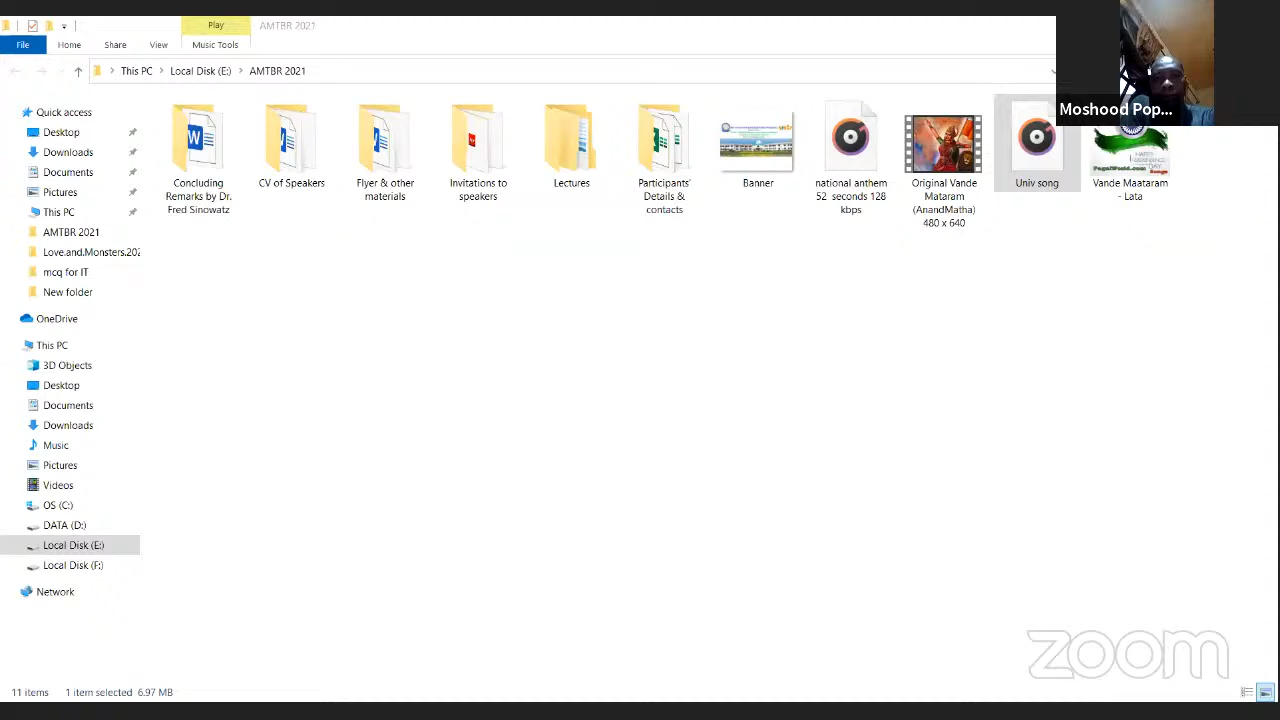 Play
AMTBR 2021
File
Home
Share
View
Music Tools
This PC
Local Disk (E:)
AMTBR 2021
Moshood Pop...
Quick access
Desktop
Downloads
Documents
Pictures
This PC
AMTBR 2021
Love.and.Monsters.202
mcq for IT
New folder
OneDrive
This PC
3D Objects
Desktop
Documents
Downloads
Music
Pictures
Videos
OS (C:)
DATA (D:)
Local Disk (E:)
Local Disk (F:)
Network
Concluding
Remarks by Dr.
Fred Sinowatz
CV of Speakers
Flyer & other
materials
Invitations to
speakers
Lectures
Participants'
Details &
contacts
Banner
national anthem
52 seconds 128
kbps
Original Vande
Mataram
(AnandMatha)
480 x 640
Univ song
Vande Maataram
- Lata
11 items
1 item selected 6.97 MB
zoom